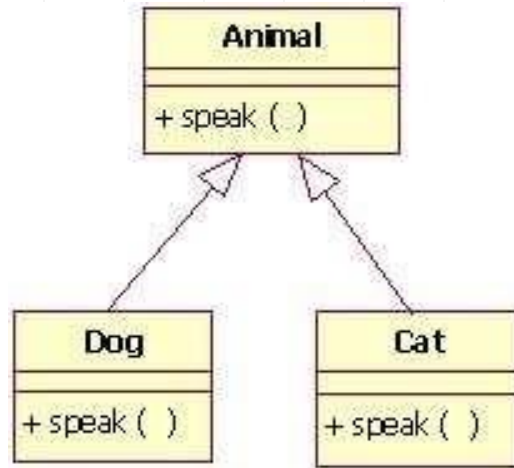 Animal
+ speak ( )
Dog
+ speak ( )
Cat
+ speak ( )